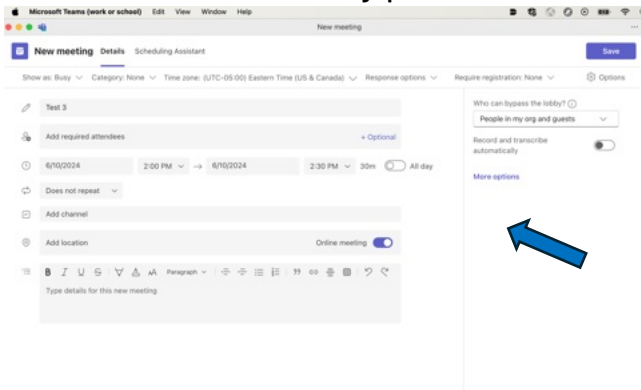 Microsoft Teams (work or school) Edit View Window Help
New meeting
New meeting Details Scheduling Assistant Save
Show as: Busy Category: None Time zone: (UTC-05:00) Eastern Time (US & Canada) Response options Require registration: None Options
Test 3
Add required attendees + Optional
6/10/2024 2:00 PM → 6/10/2024 2:30 PM 30m All day
Does not repeat
Add channel
Add location Online meeting
B I U S A AA Paragraph
Type details for this new meeting
Who can bypass the lobby?
People in my org and guests
Record and transcribe
automatically
More options